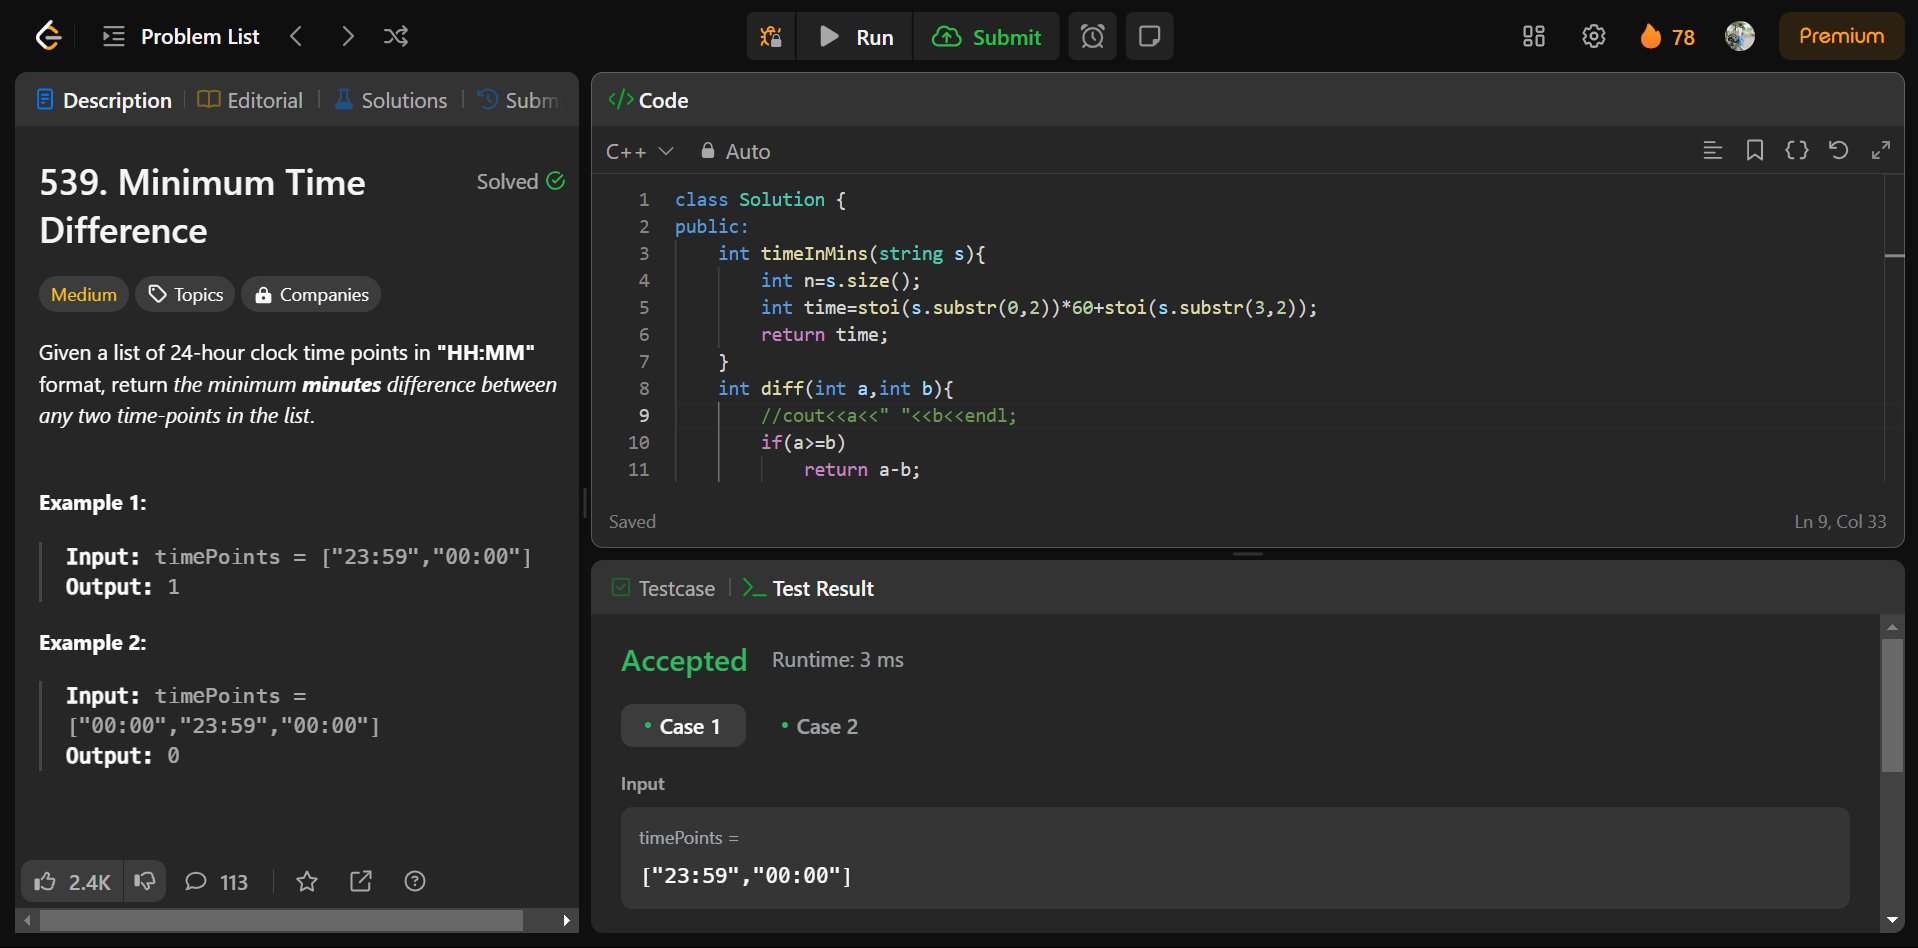 Problem List
Run
Submit
78
Premium
Description
Editorial
Solutions
Subm
539. Minimum Time
Difference
Solved
Medium
Topics
Companies
Given a list of 24-hour clock time points in "HH:MM"
format, return the minimum minutes difference between
any two time-points in the list.
Example 1:
Input: timePoints = ["23:59","00:00"]
Output: 1
Example 2:
Input: timePoints =
["00:00","23:59","00:00"]
Output: 0
2.4K
113
</> Code
C++
Auto
1 class Solution {
2 public:
3 int timeInMins(string s){
4 int n=s.size();
5 int time=stoi(s.substr(0,2))*60+stoi(s.substr(3,2));
6 return time;
7 }
8 int diff(int a,int b){
9 //cout<<a<<" "<<b<<endl;
10 if(a>=b)
11 return a-b;
Saved
Ln 9, Col 33
Testcase
Test Result
Accepted
Runtime: 3 ms
• Case 1
• Case 2
Input
timePoints =
["23:59","00:00"]